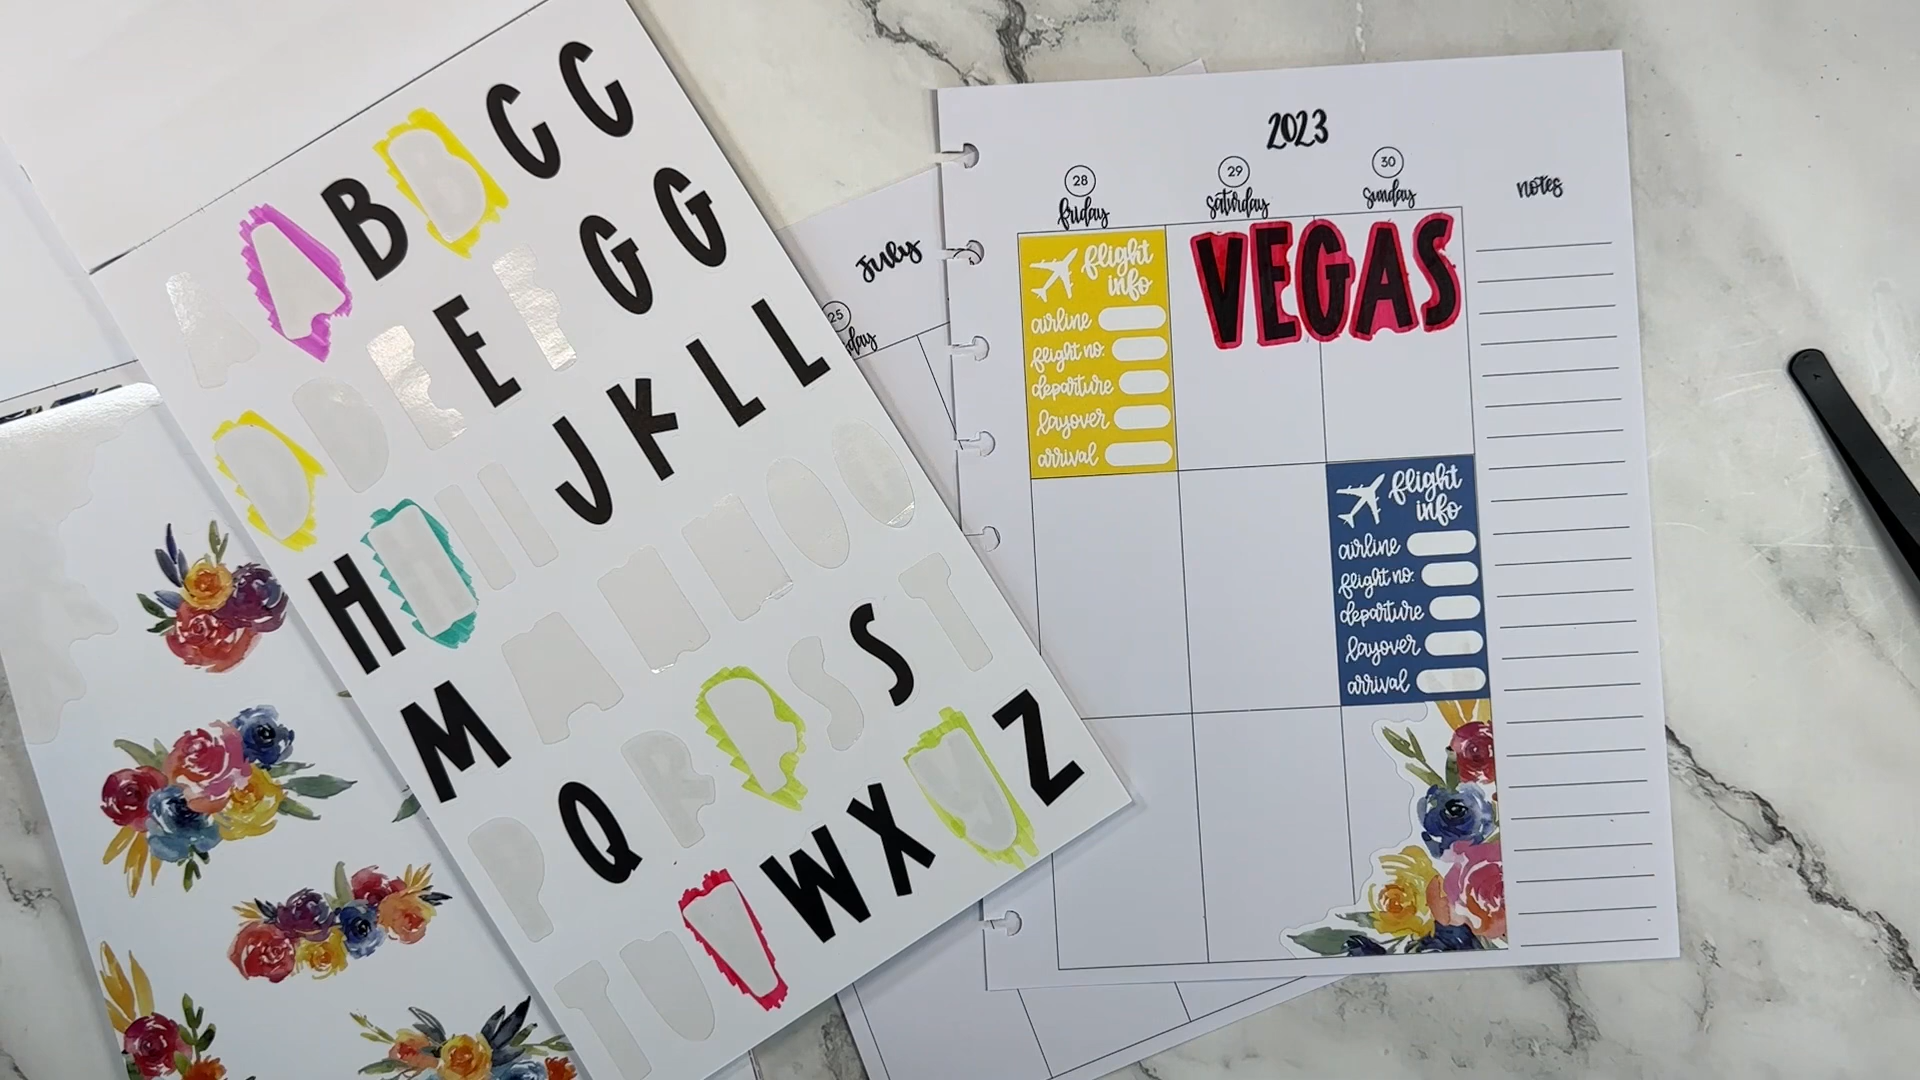 C C
B
G G
E
L L
K
J
H
S
M
Z
Q
X
W
July
25
2023
28 29 30
friday saturday sunday notes
VEGAS
flight
info
airline
flight no.
departure
layover
arrival
flight
info
airline
flight no.
departure
layover
arrival